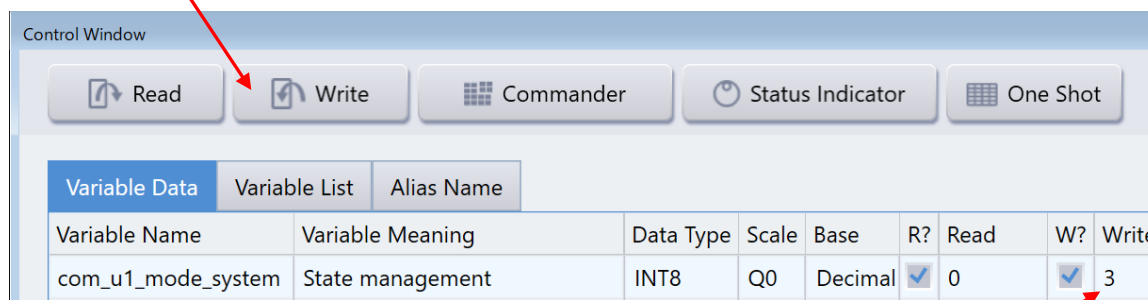 Control Window
Read Write Commander Status Indicator One Shot
Variable Data Variable List Alias Name
Variable Name Variable Meaning Data Type Scale Base R? Read W? Write
com_u1_mode_system State management INT8 Q0 Decimal 0 3